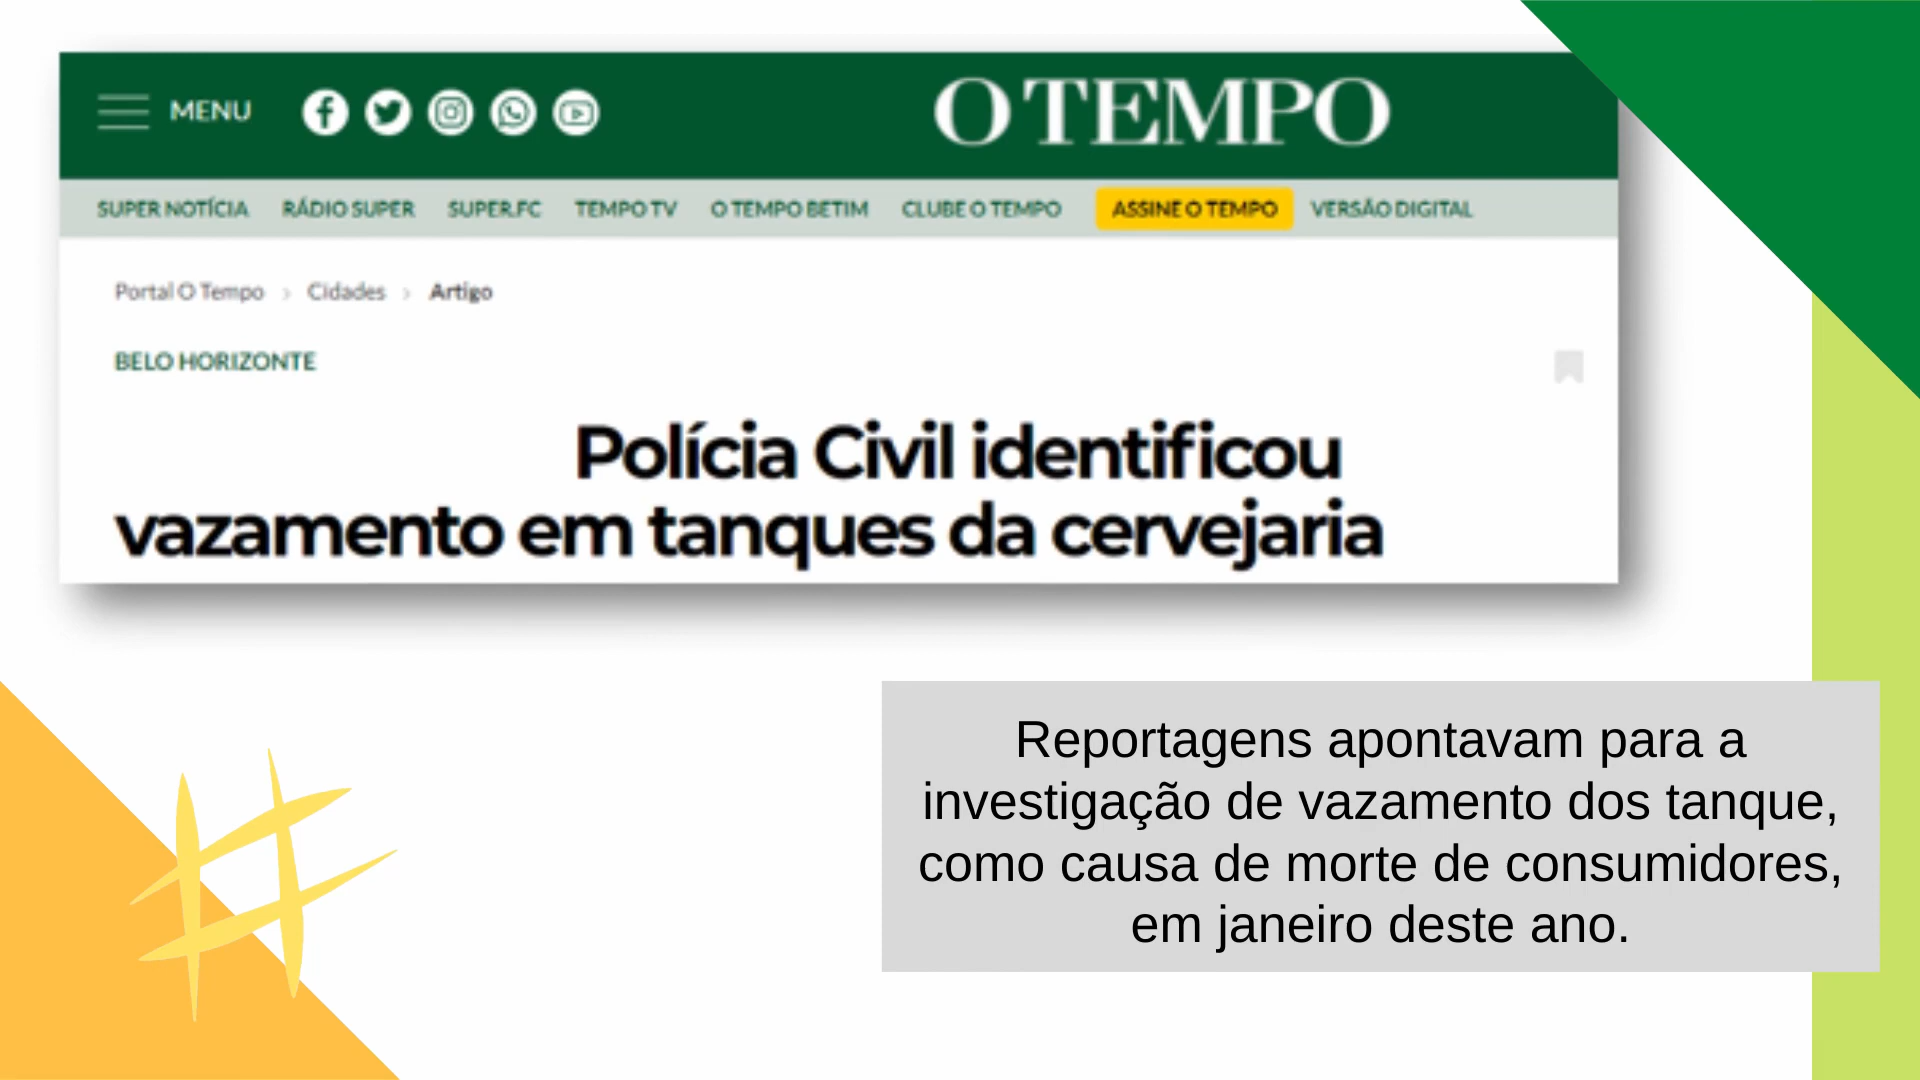 MENU
O TEMPO
SUPER NOTÍCIA RÁDIO SUPER SUPER.FC TEMPO TV O TEMPO BETIM CLUBE O TEMPO ASSINE O TEMPO VERSÃO DIGITAL
Portal O Tempo > Cidades > Artigo
BELO HORIZONTE
Polícia Civil identificou
vazamento em tanques da cervejaria
Reportagens apontavam para a
investigação de vazamento dos tanque,
como causa de morte de consumidores,
em janeiro deste ano.